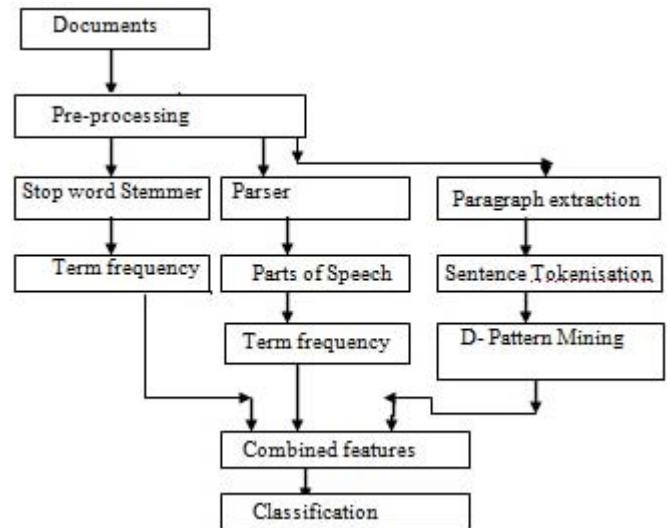 Documents
Pre-processing
Stop word Stemmer
Parser
Paragraph extraction
Term frequency
Parts of Speech
Sentence Tokenisation
Term frequency
D- Pattern Mining
Combined features
Classification